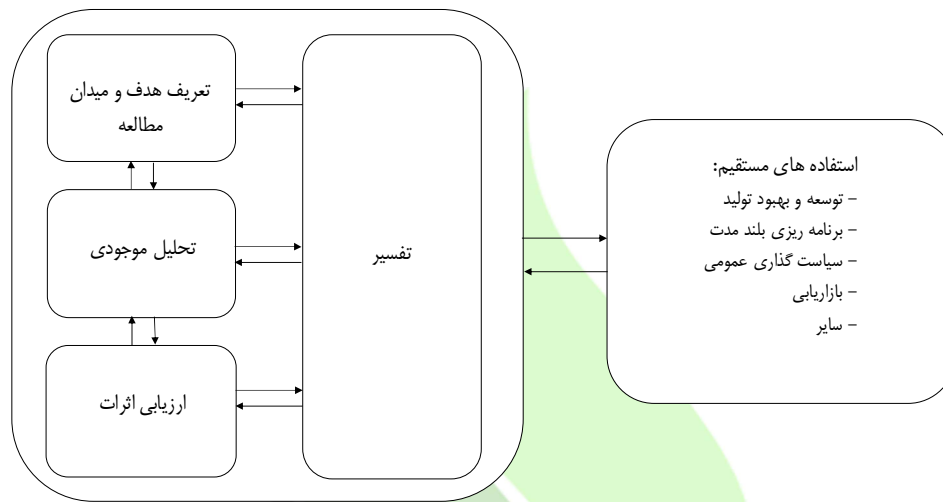 تعریف هدف و میدان
مطالعه
تحلیل موجودی
ارزیابی اثرات
تفسیر
استفاده های مستقیم:
- توسعه و بهبود تولید
- برنامه ریزی بلند مدت
- سیاست گذاری عمومی
- بازاریابی
- سایر